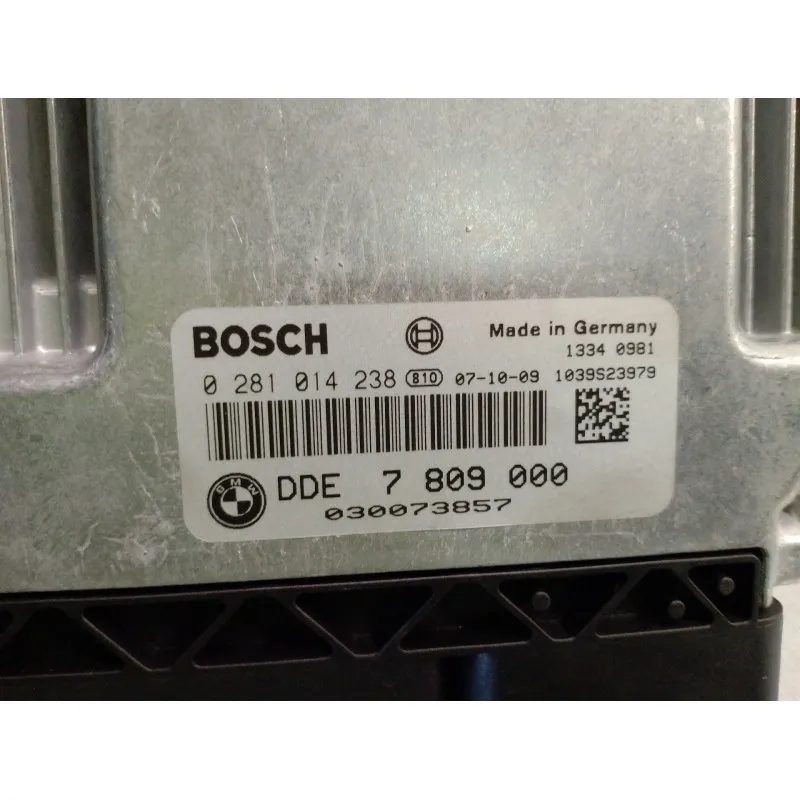 BOSCH
Made in Germany
1334 0981
0 281 014 238 810 07-10-09 1039S23979
BMW
DDE 7 809 000
030073857